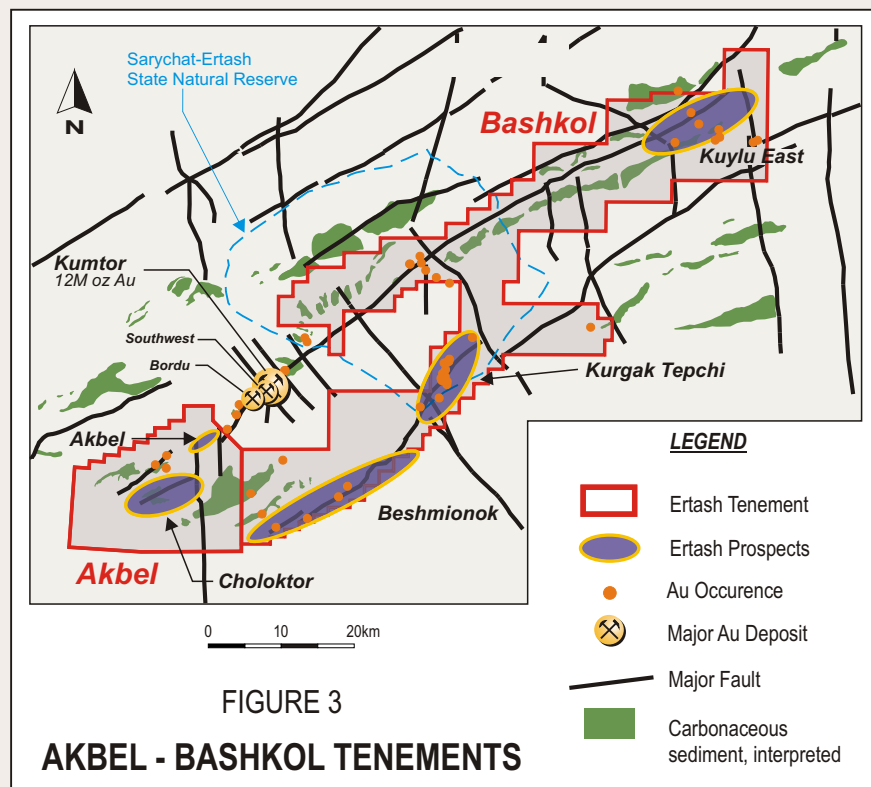 Sarychat-Ertash
State Natural Reserve
N
Bashkol
Kuylu East
Kumtor
12M oz Au
Southwest
Bordu
Kurgak Tepchi
Akbel
Beshmionok
Akbel
Choloktor
LEGEND
Ertash Tenement
Ertash Prospects
Au Occurence
Major Au Deposit
Major Fault
Carbonaceous
sediment, interpreted
0 10 20km
FIGURE 3
AKBEL - BASHKOL TENEMENTS